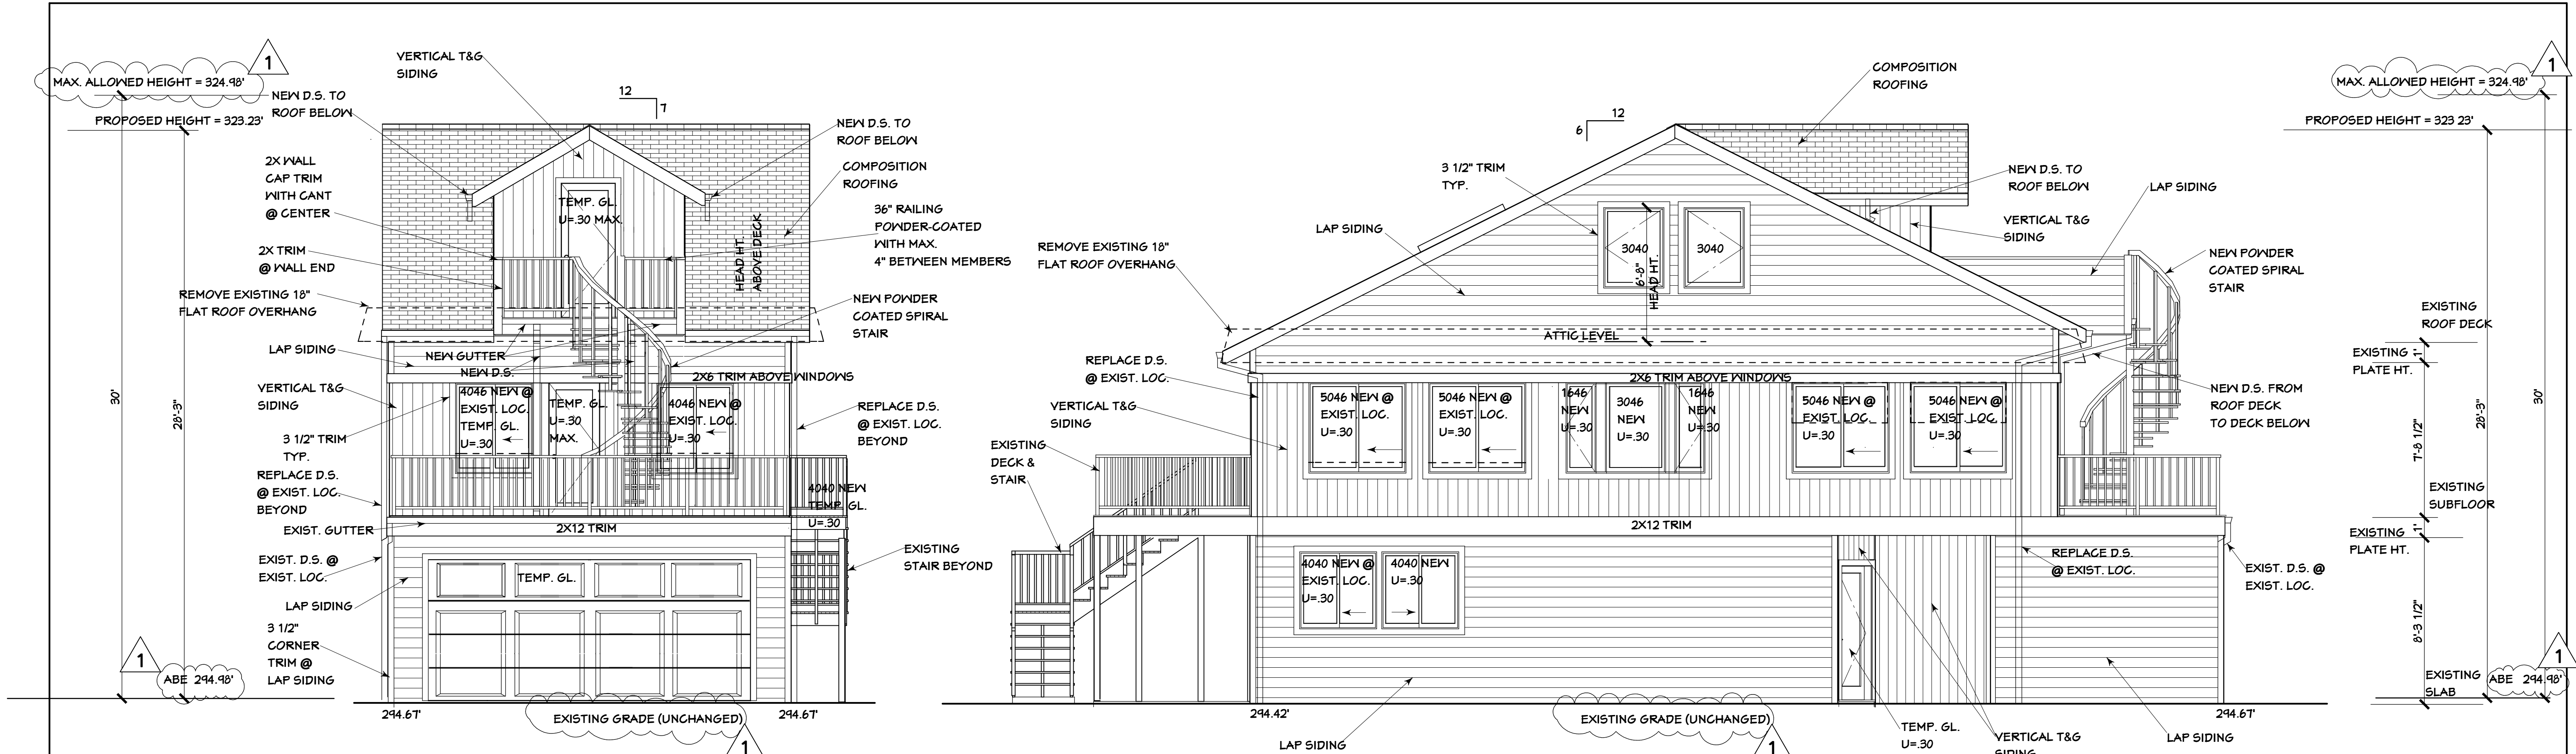 MAX. ALLOWED HEIGHT = 324.98'
1
PROPOSED HEIGHT = 323.23'
30'
28'-3"
1
ABE 294.98'
VERTICAL T&G
SIDING
NEW D.S. TO
ROOF BELOW
12
7
NEW D.S. TO
ROOF BELOW
2X WALL
CAP TRIM
WITH CANT
@ CENTER
COMPOSITION
ROOFING
TEMP. GL.
U=.30 MAX.
36" RAILING
POWDER-COATED
WITH MAX.
4" BETWEEN MEMBERS
HEAD HT.
ABOVE DECK
2X TRIM
@ WALL END
REMOVE EXISTING 18"
FLAT ROOF OVERHANG
NEW POWDER
COATED SPIRAL
STAIR
LAP SIDING
NEW GUTTER
NEW D.S.
2X6 TRIM ABOVE WINDOWS
VERTICAL T&G
SIDING
4046 NEW @
EXIST. LOC.
TEMP. GL.
U=.30
TEMP. GL.
U=.30
MAX.
4046 NEW @
EXIST. LOC.
U=.30
REPLACE D.S.
@ EXIST. LOC.
BEYOND
3 1/2" TRIM
TYP.
REPLACE D.S.
@ EXIST. LOC.
BEYOND
4040 NEW
TEMP. GL.
U=.30
EXIST. GUTTER
2X12 TRIM
EXIST. D.S. @
EXIST. LOC.
EXISTING
STAIR BEYOND
TEMP. GL.
LAP SIDING
3 1/2"
CORNER
TRIM @
LAP SIDING
294.67'
EXISTING GRADE (UNCHANGED)
294.67'
1
COMPOSITION
ROOFING
6
12
3 1/2" TRIM
TYP.
NEW D.S. TO
ROOF BELOW
LAP SIDING
VERTICAL T&G
SIDING
LAP SIDING
3040
3040
6'-8"
HEAD HT.
REMOVE EXISTING 18"
FLAT ROOF OVERHANG
NEW POWDER
COATED SPIRAL
STAIR
ATTIC LEVEL
REPLACE D.S.
@ EXIST. LOC.
2X6 TRIM ABOVE WINDOWS
VERTICAL T&G
SIDING
5046 NEW @
EXIST. LOC.
U=.30
5046 NEW @
EXIST. LOC.
U=.30
1646
NEW
U=.30
3046
NEW
U=.30
1646
NEW
U=.30
5046 NEW @
EXIST. LOC.
U=.30
5046 NEW @
EXIST. LOC.
U=.30
NEW D.S. FROM
ROOF DECK
TO DECK BELOW
EXISTING
DECK &
STAIR
2X12 TRIM
4040 NEW @
EXIST. LOC.
U=.30
4040 NEW
U=.30
REPLACE D.S.
@ EXIST. LOC.
EXIST. D.S. @
EXIST. LOC.
294.42'
EXISTING GRADE (UNCHANGED)
294.67'
1
LAP SIDING
TEMP. GL.
U=.30
VERTICAL T&G
SIDING
LAP SIDING
MAX. ALLOWED HEIGHT = 324.98'
1
PROPOSED HEIGHT = 323 23'
EXISTING
ROOF DECK
EXISTING
PLATE HT.
1'
7'-8 1/2"
28'-3"
30'
EXISTING
SUBFLOOR
EXISTING
PLATE HT.
1'
8'-3 1/2"
EXISTING
SLAB
1
ABE 294.98'